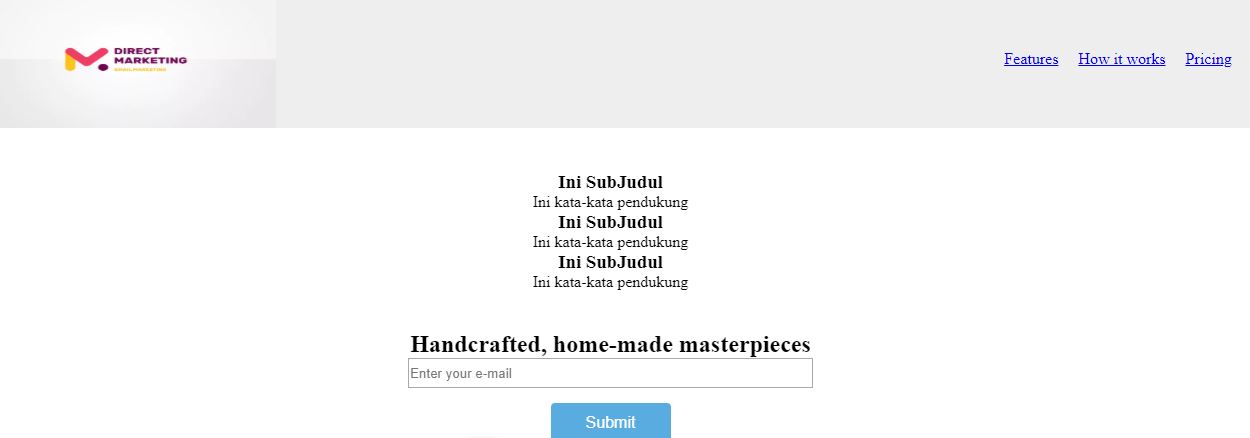 DIRECT
MARKETING
EMAILMARKETING
Features How it works Pricing
Ini SubJudul
Ini kata-kata pendukung
Ini SubJudul
Ini kata-kata pendukung
Ini SubJudul
Ini kata-kata pendukung
Handcrafted, home-made masterpieces
Enter your e-mail
Submit